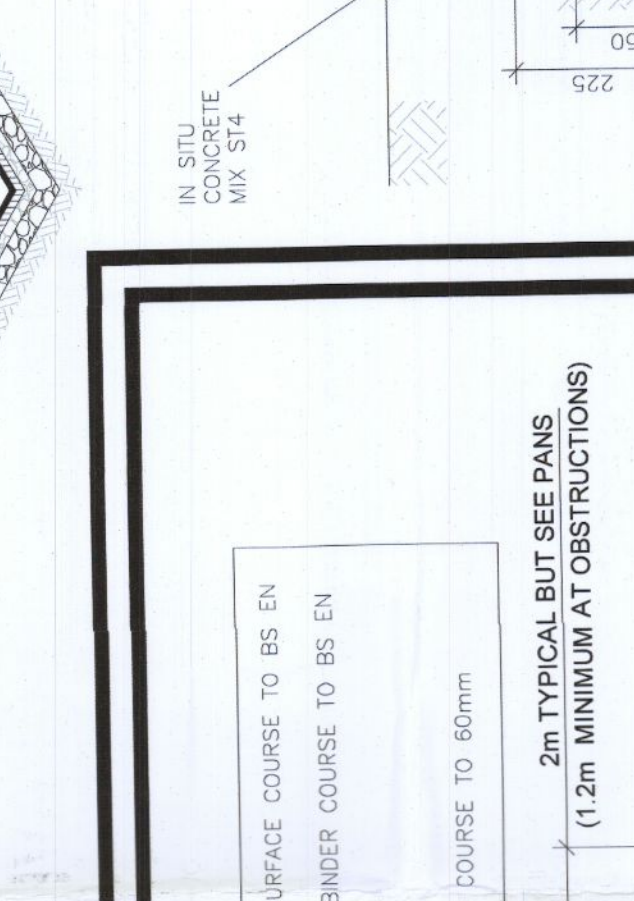 IN SITU
CONCRETE
MIX ST4
225
URFACE COURSE TO BS EN
BINDER COURSE TO BS EN
COURSE TO 60mm
2m TYPICAL BUT SEE PANS
(1.2m MINIMUM AT OBSTRUCTIONS)